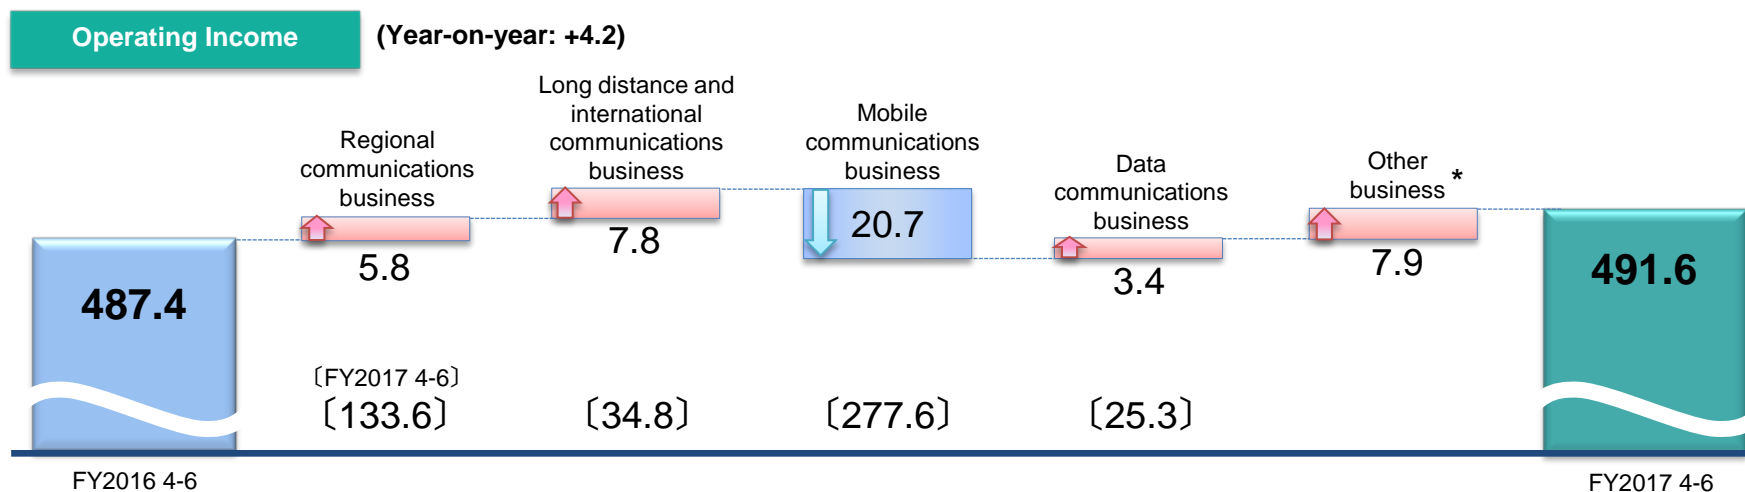 Operating Income
(Year-on-year: +4.2)
Regional
communications
business
5.8
Long distance and
international
communications
business
7.8
Mobile
communications
business
20.7
Data
communications
business
3.4
Other
business *
7.9
487.4
491.6
〔FY2017 4-6〕
〔133.6〕
〔34.8〕
〔277.6〕
〔25.3〕
FY2016 4-6
FY2017 4-6